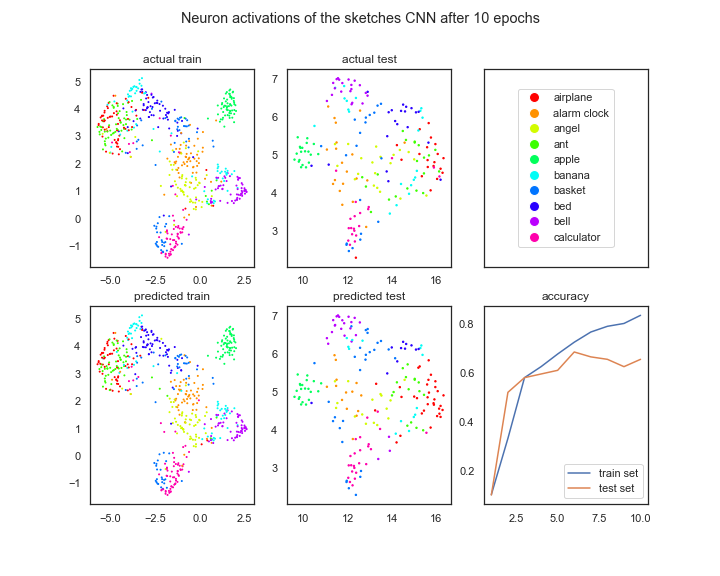 Neuron activations of the sketches CNN after 10 epochs
actual train
actual test
5
4
3
2
1
0
−1
−5.0
−2.5
0.0
2.5
7
6
5
4
3
10
12
14
16
airplane
alarm clock
angel
ant
apple
banana
basket
bed
bell
calculator
predicted train
predicted test
accuracy
5
4
3
2
1
0
−1
−5.0
−2.5
0.0
2.5
7
6
5
4
3
10
12
14
16
0.8
0.6
0.4
0.2
train set
test set
2.5
5.0
7.5
10.0